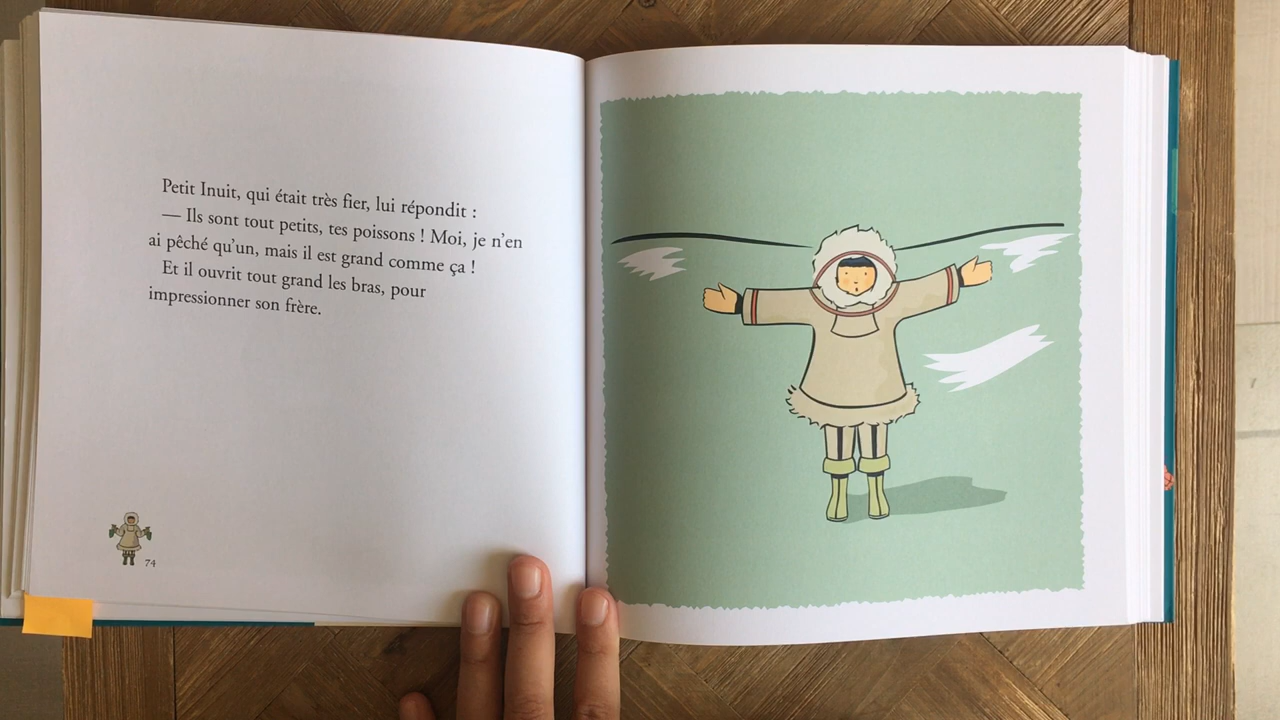 Petit Inuit, qui était très fier, lui répondit :
— Ils sont tout petits, tes poissons ! Moi, je n'en
ai pêché qu'un, mais il est grand comme ça !
Et il ouvrit tout grand les bras, pour
impressionner son frère.
74